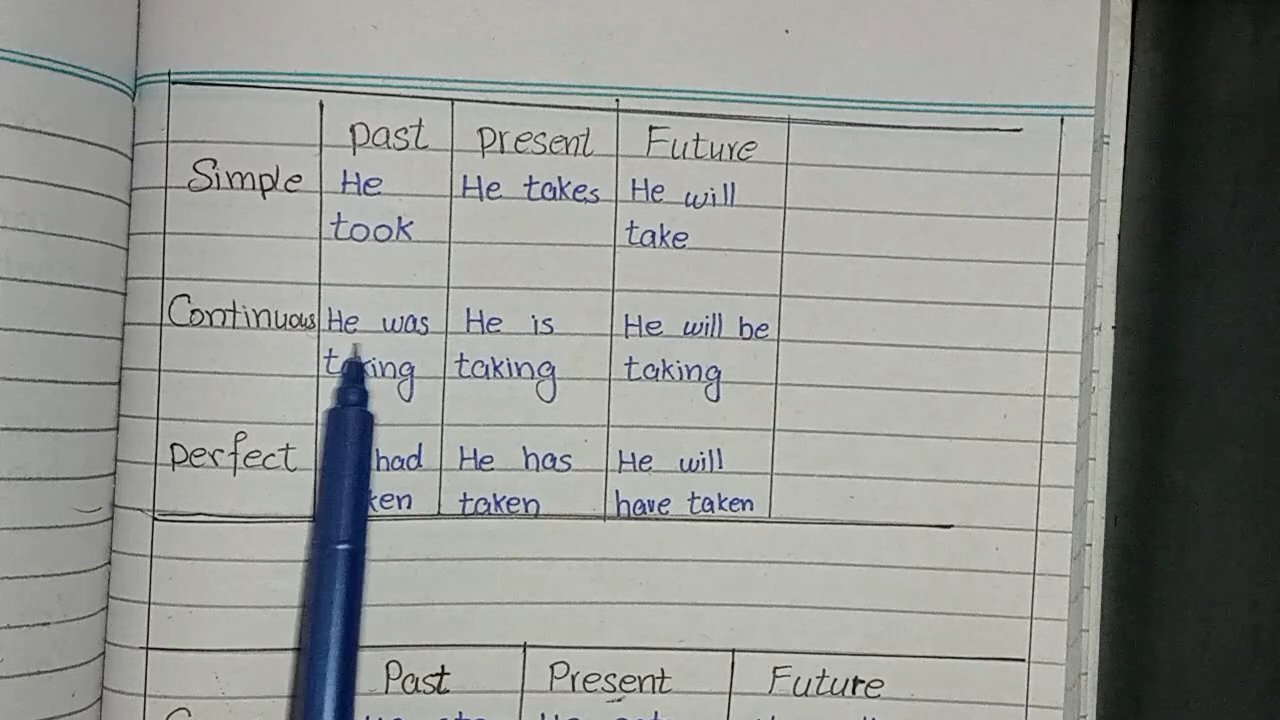 past present Future
Simple He He takes He will
took take
Continuous He was He is He will be
taking taking taking
perfect had He has He will
taken have taken
Past Present Future